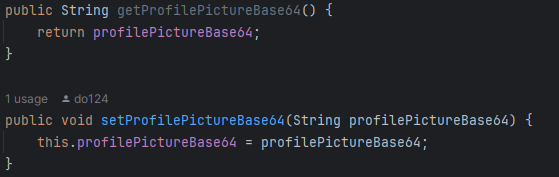 public String getProfilePictureBase64() {
    return profilePictureBase64;
}
1 usage do124
public void setProfilePictureBase64(String profilePictureBase64) {
    this.profilePictureBase64 = profilePictureBase64;
}